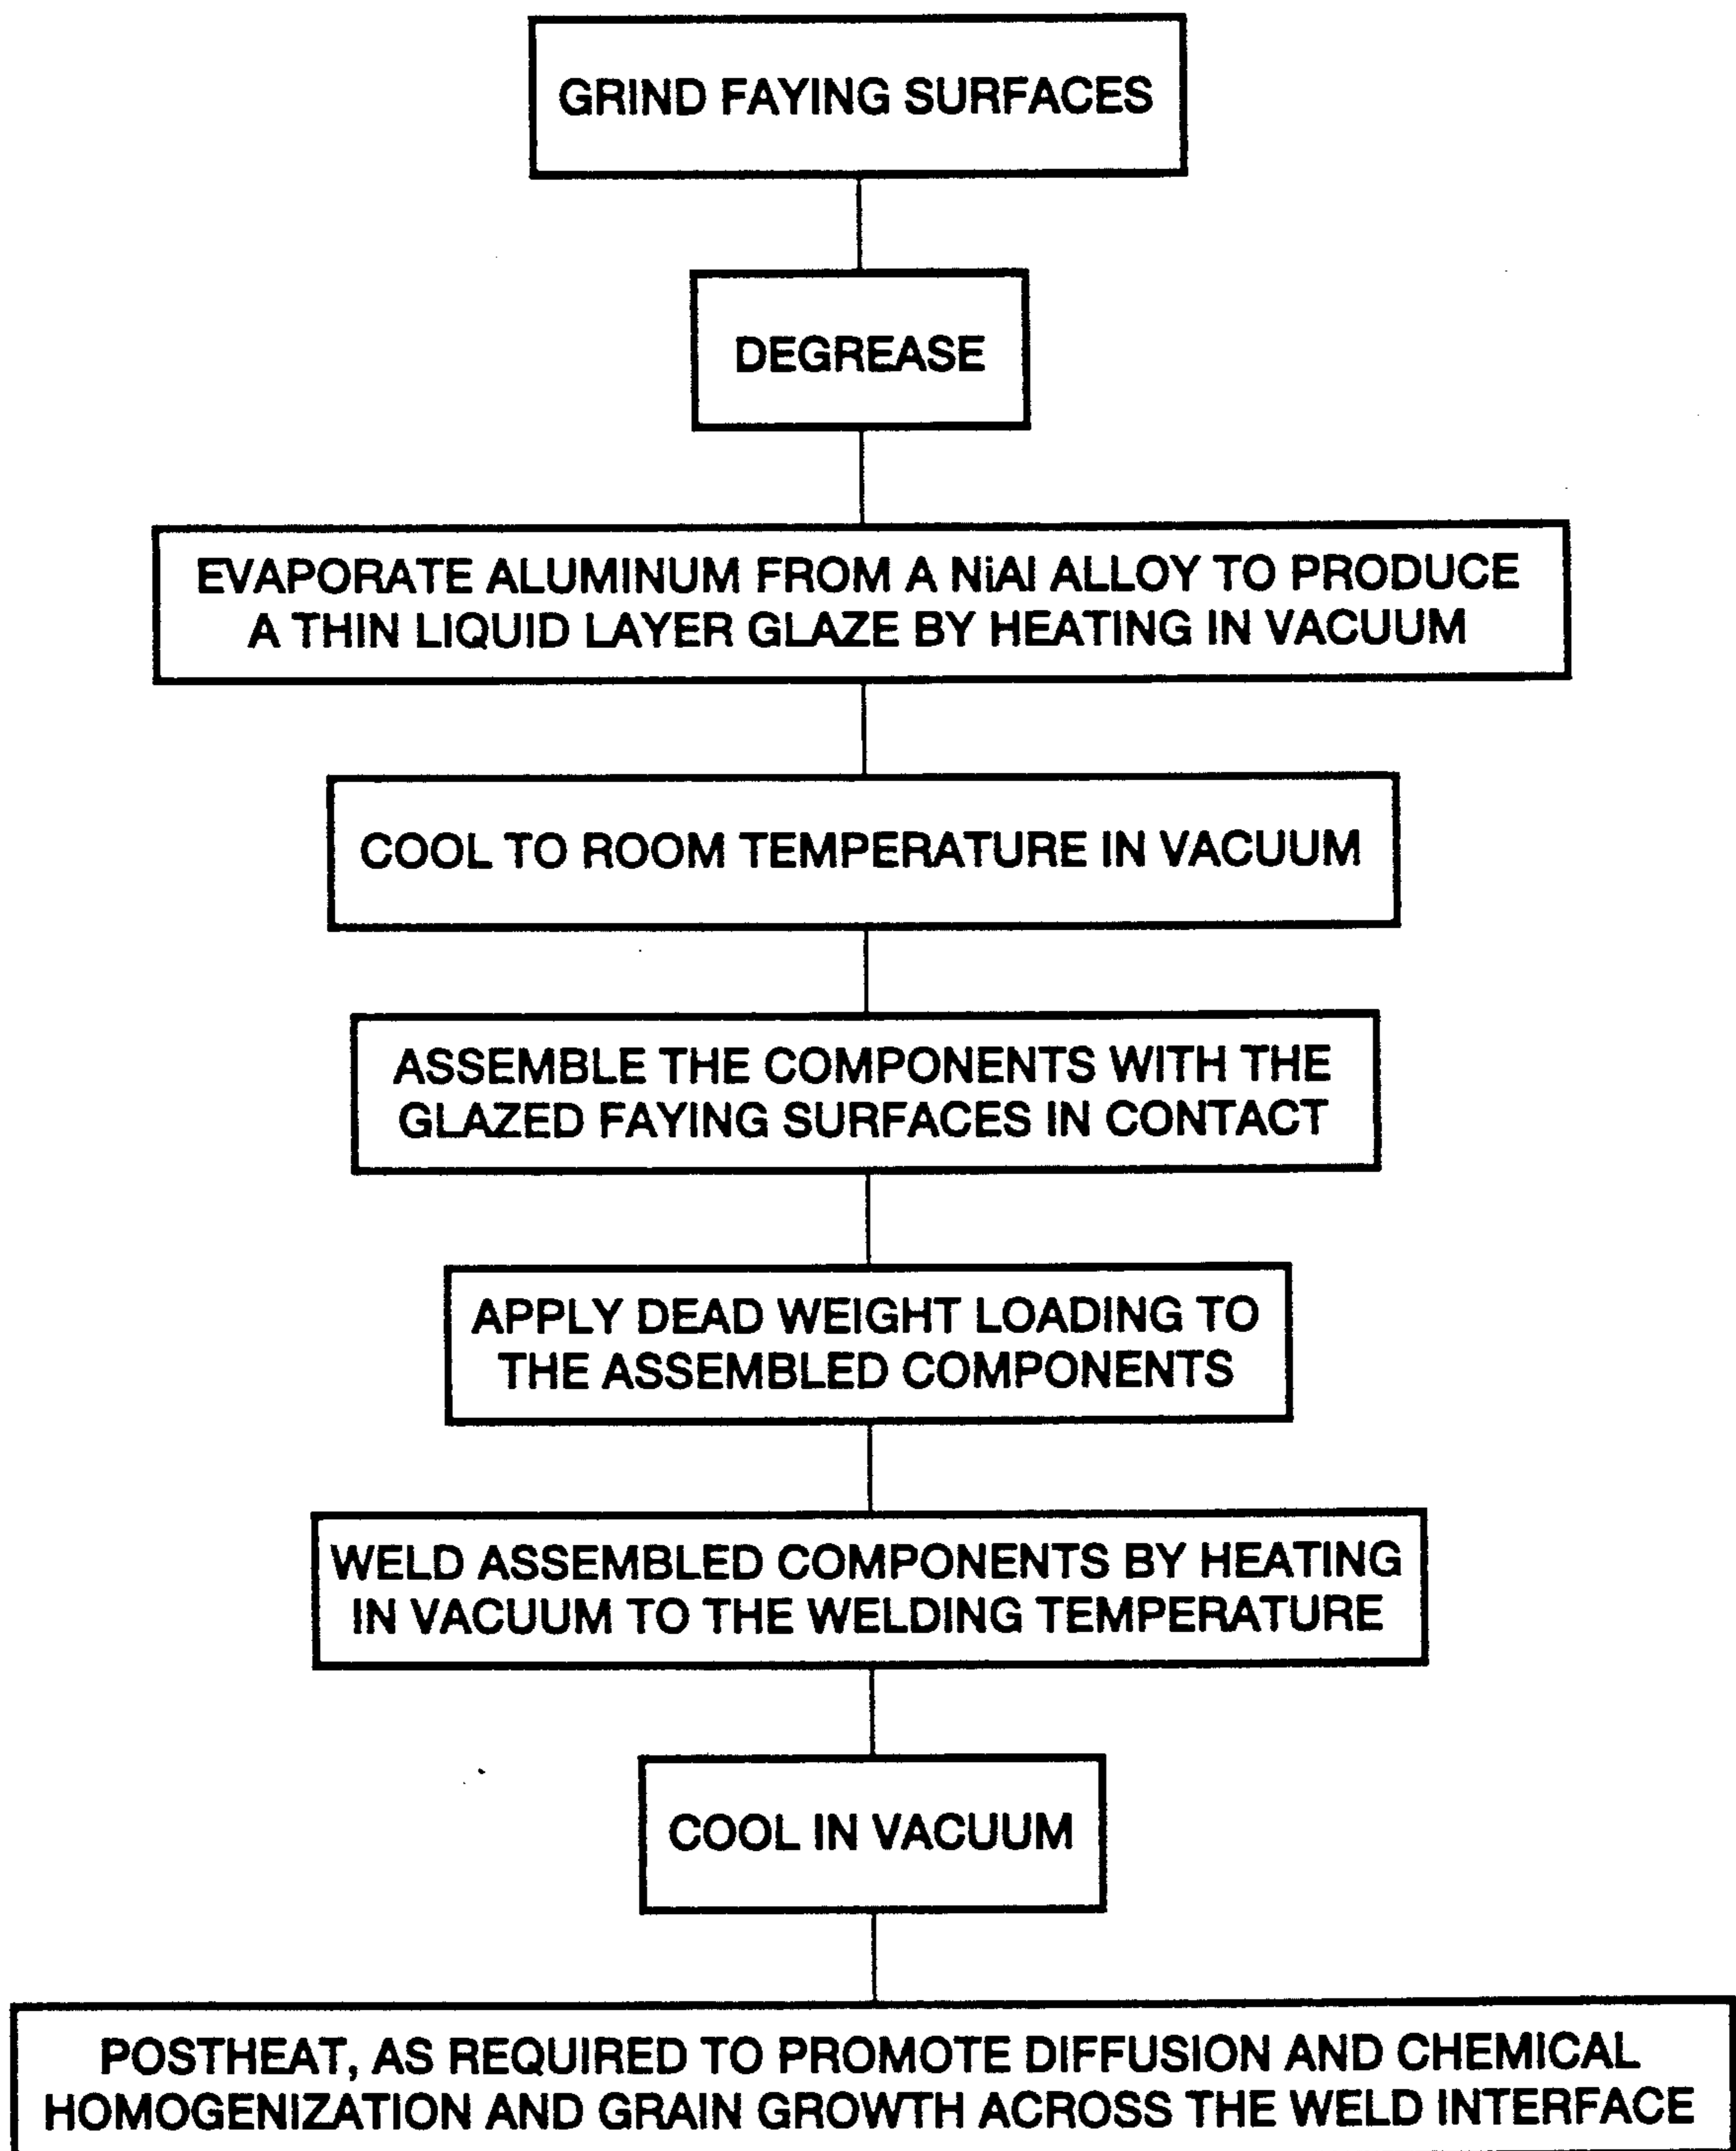 GRIND FAYING SURFACES
DEGREASE
EVAPORATE ALUMINUM FROM A NiAl ALLOY TO PRODUCE
A THIN LIQUID LAYER GLAZE BY HEATING IN VACUUM
COOL TO ROOM TEMPERATURE IN VACUUM
ASSEMBLE THE COMPONENTS WITH THE
GLAZED FAYING SURFACES IN CONTACT
APPLY DEAD WEIGHT LOADING TO
THE ASSEMBLED COMPONENTS
WELD ASSEMBLED COMPONENTS BY HEATING
IN VACUUM TO THE WELDING TEMPERATURE
COOL IN VACUUM
POSTHEAT, AS REQUIRED TO PROMOTE DIFFUSION AND CHEMICAL
HOMOGENIZATION AND GRAIN GROWTH ACROSS THE WELD INTERFACE